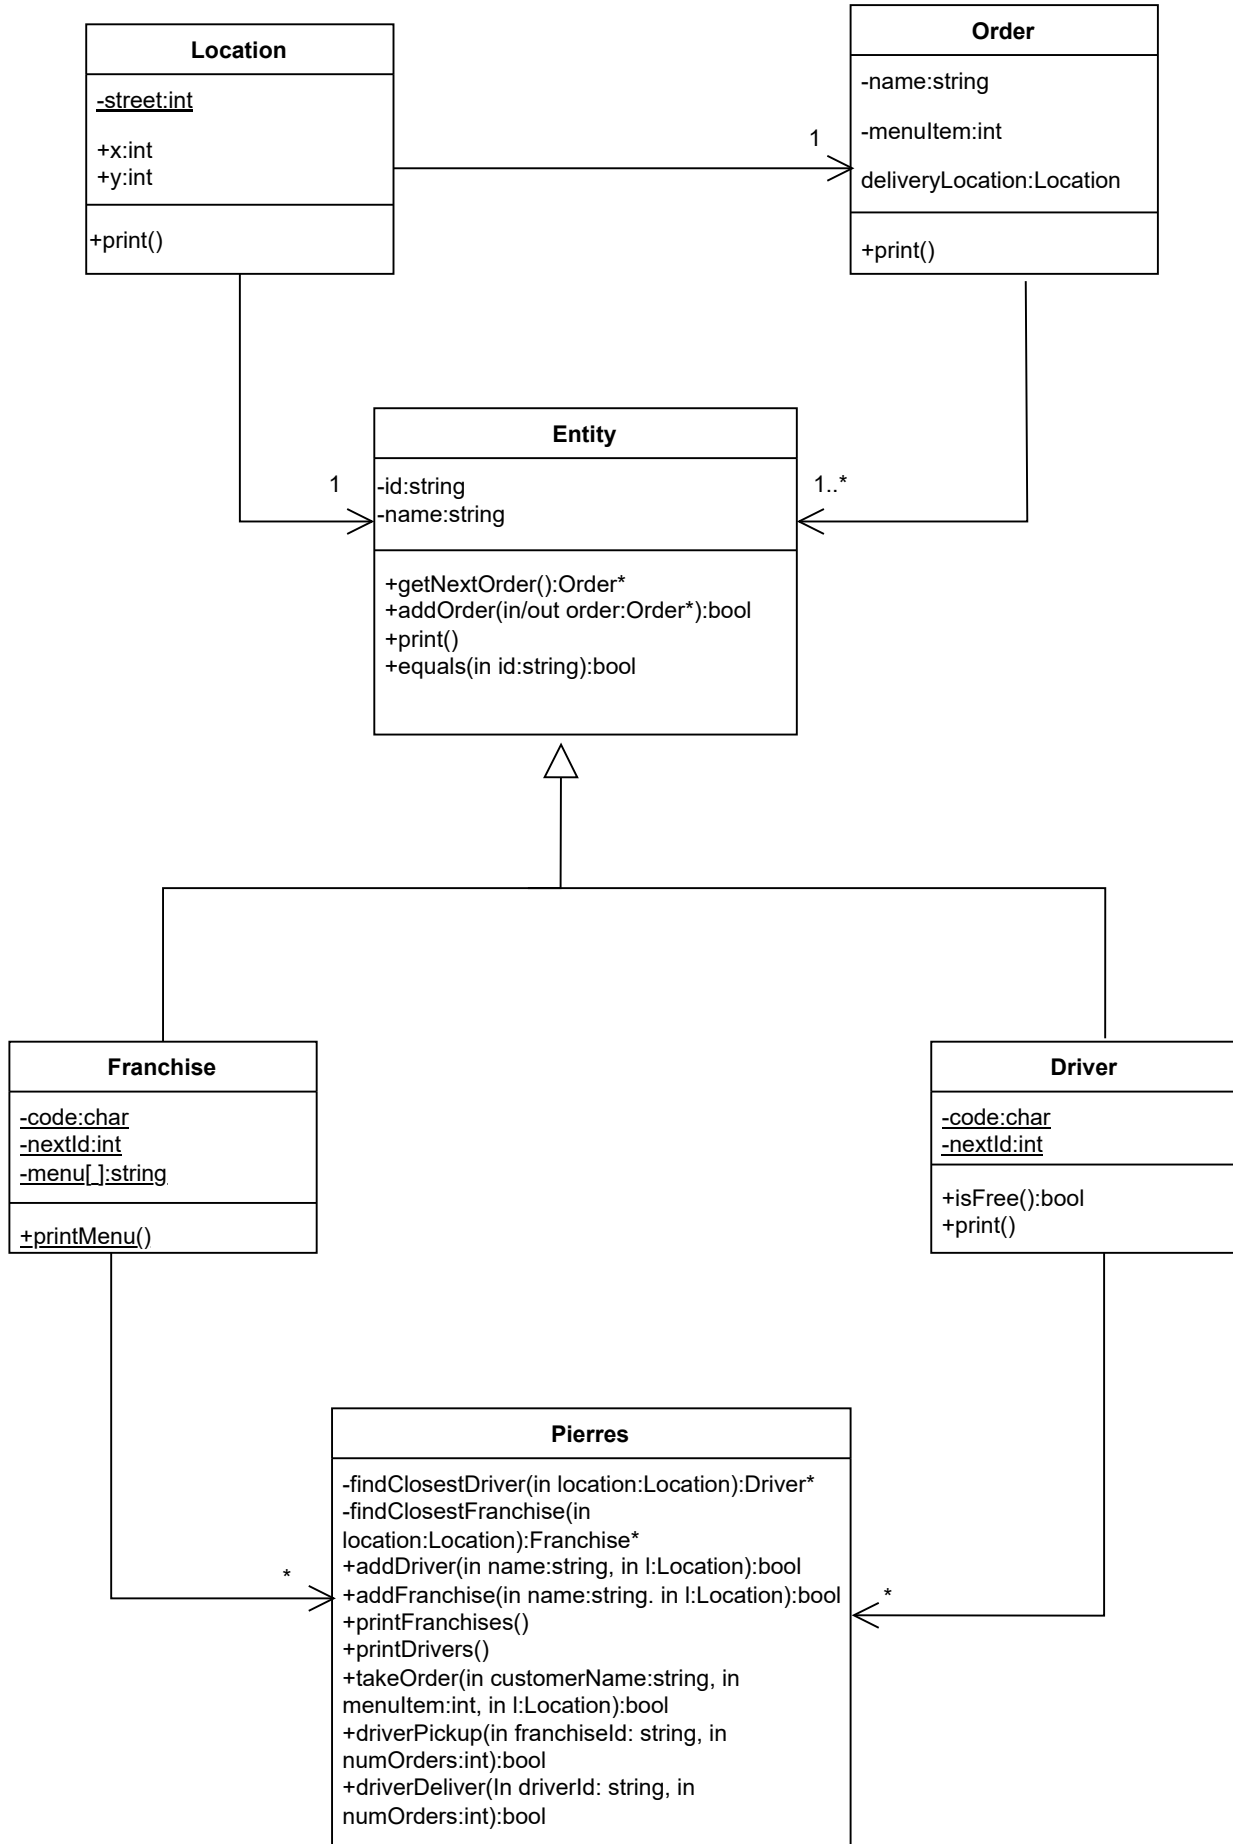 Location
-street:int
+x:int
+y:int
+print()
1
Order
-name:string
-menuItem:int
deliveryLocation:Location
+print()
1
Entity
-id:string
-name:string
+getNextOrder():Order*
+addOrder(in/out order:Order*):bool
+print()
+equals(in id:string):bool
1..*
Franchise
-code:char
-nextId:int
-menu[ ]:string
+printMenu()
Driver
-code:char
-nextId:int
+isFree():bool
+print()
*
Pierres
-findClosestDriver(in location:Location):Driver*
-findClosestFranchise(in
location:Location):Franchise*
+addDriver(in name:string, in l:Location):bool
+addFranchise(in name:string. in l:Location):bool
+printFranchises()
+printDrivers()
+takeOrder(in customerName:string, in
menuItem:int, in l:Location):bool
+driverPickup(in franchiseId: string, in
numOrders:int):bool
+driverDeliver(In driverId: string, in
numOrders:int):bool
*